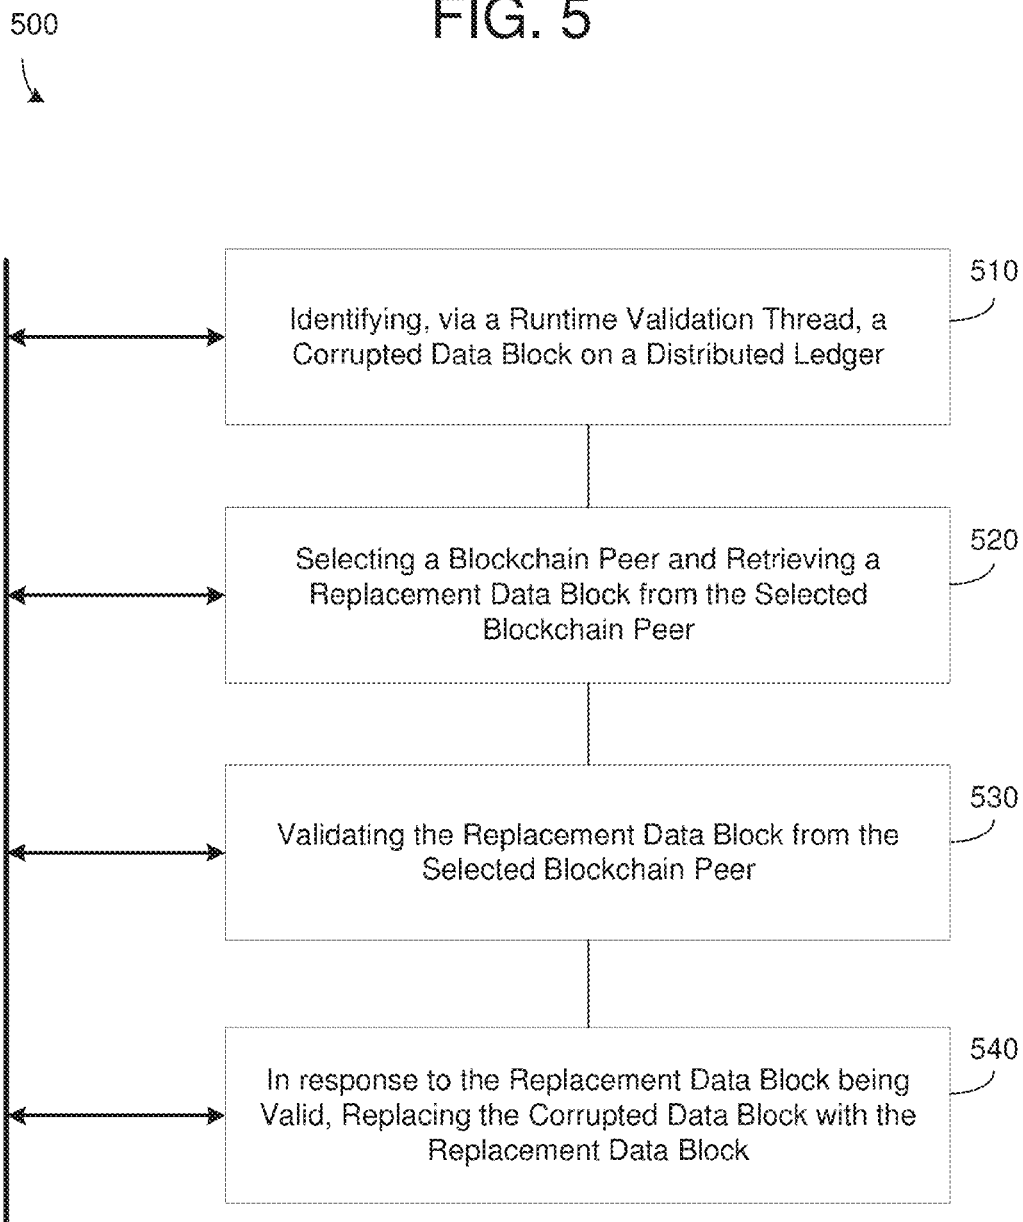 FIG. 5
500
510
Identifying, via a Runtime Validation Thread, a
Corrupted Data Block on a Distributed Ledger
520
Selecting a Blockchain Peer and Retrieving a
Replacement Data Block from the Selected
Blockchain Peer
530
Validating the Replacement Data Block from the
Selected Blockchain Peer
540
In response to the Replacement Data Block being
Valid, Replacing the Corrupted Data Block with the
Replacement Data Block